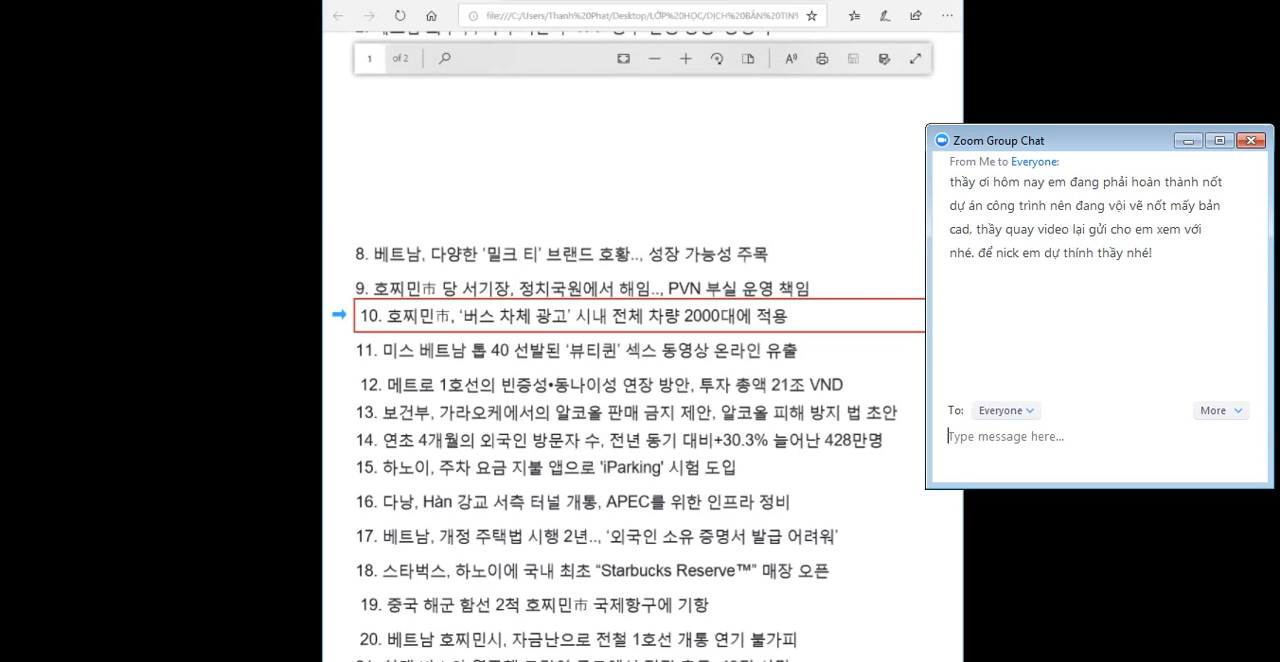 file:///C:/Users/Thanh%20Phat/Desktop/LỚP%20HỌC/DỊCH%20BẢN%20TIN
1 of 2
8. 베트남, 다양한 ‘밀크 티’ 브랜드 호황.., 성장 가능성 주목
9. 호찌민市 당 서기장, 정치국원에서 해임.., PVN 부실 운영 책임
10. 호찌민市, ‘버스 차체 광고’ 시내 전체 차량 2000대에 적용
11. 미스 베트남 톱 40 선발된 ‘뷰티퀸’ 섹스 동영상 온라인 유출
12. 메트로 1호선의 빈증성•동나이성 연장 방안, 투자 총액 21조 VND
13. 보건부, 가라오케에서의 알코올 판매 금지 제안, 알코올 피해 방지 법 초안
14. 연초 4개월의 외국인 방문자 수, 전년 동기 대비+30.3% 늘어난 428만명
15. 하노이, 주차 요금 지불 앱으로 'iParking' 시험 도입
16. 다낭, Hàn 강교 서측 터널 개통, APEC를 위한 인프라 정비
17. 베트남, 개정 주택법 시행 2년.., ‘외국인 소유 증명서 발급 어려워’
18. 스타벅스, 하노이에 국내 최초 “Starbucks Reserve™” 매장 오픈
19. 중국 해군 함선 2척 호찌민市 국제항구에 기항
20. 베트남 호찌민시, 자금난으로 전철 1호선 개통 연기 불가피
Zoom Group Chat
From Me to Everyone:
thầy ơi hôm nay em đang phải hoàn thành nốt
dự án công trình nên đang vội vẽ nốt mấy bản
cad, thầy quay video lại gửi cho em xem với
nhé. để nick em dự thính thầy nhé!
To: Everyone More
Type message here...